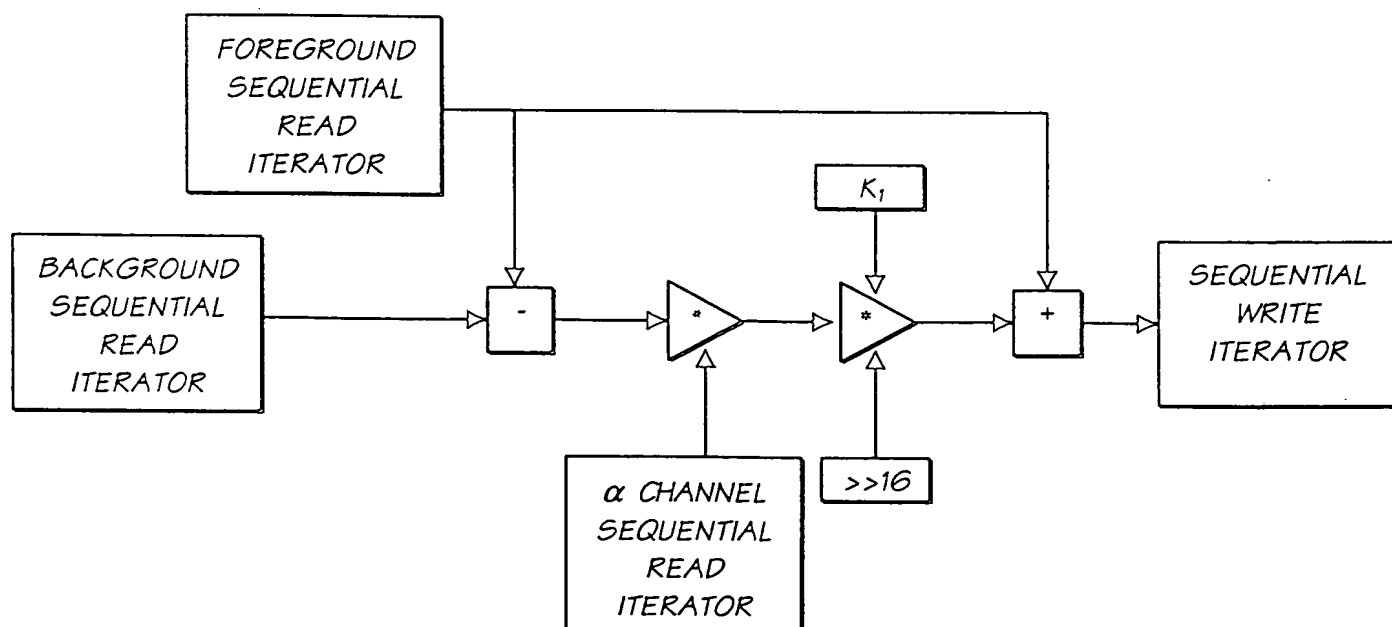 FOREGROUND
SEQUENTIAL
READ
ITERATOR
K₁
BACKGROUND
SEQUENTIAL
READ
ITERATOR
-
*
*
+
SEQUENTIAL
WRITE
ITERATOR
α CHANNEL
SEQUENTIAL
READ
ITERATOR
>>16